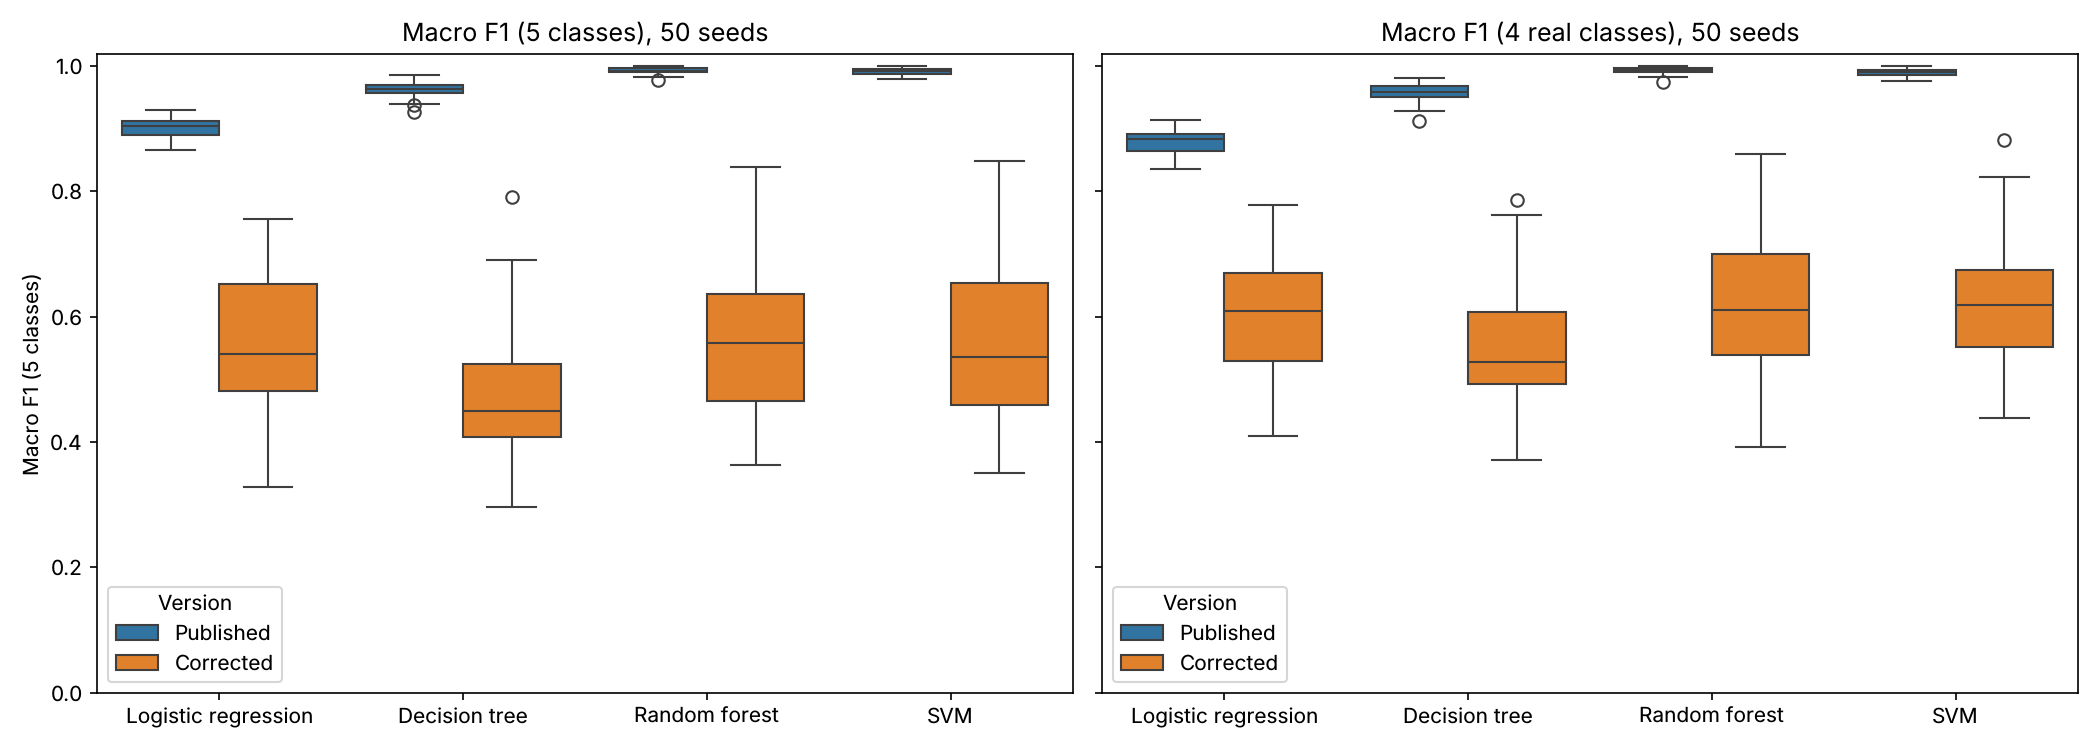 Macro F1 (5 classes), 50 seeds
Macro F1 (5 classes)
1.0
0.8
0.6
0.4
0.2
0.0
Version
Published
Corrected
Logistic regression
Decision tree
Random forest
SVM
Macro F1 (4 real classes), 50 seeds
Version
Published
Corrected
Logistic regression
Decision tree
Random forest
SVM